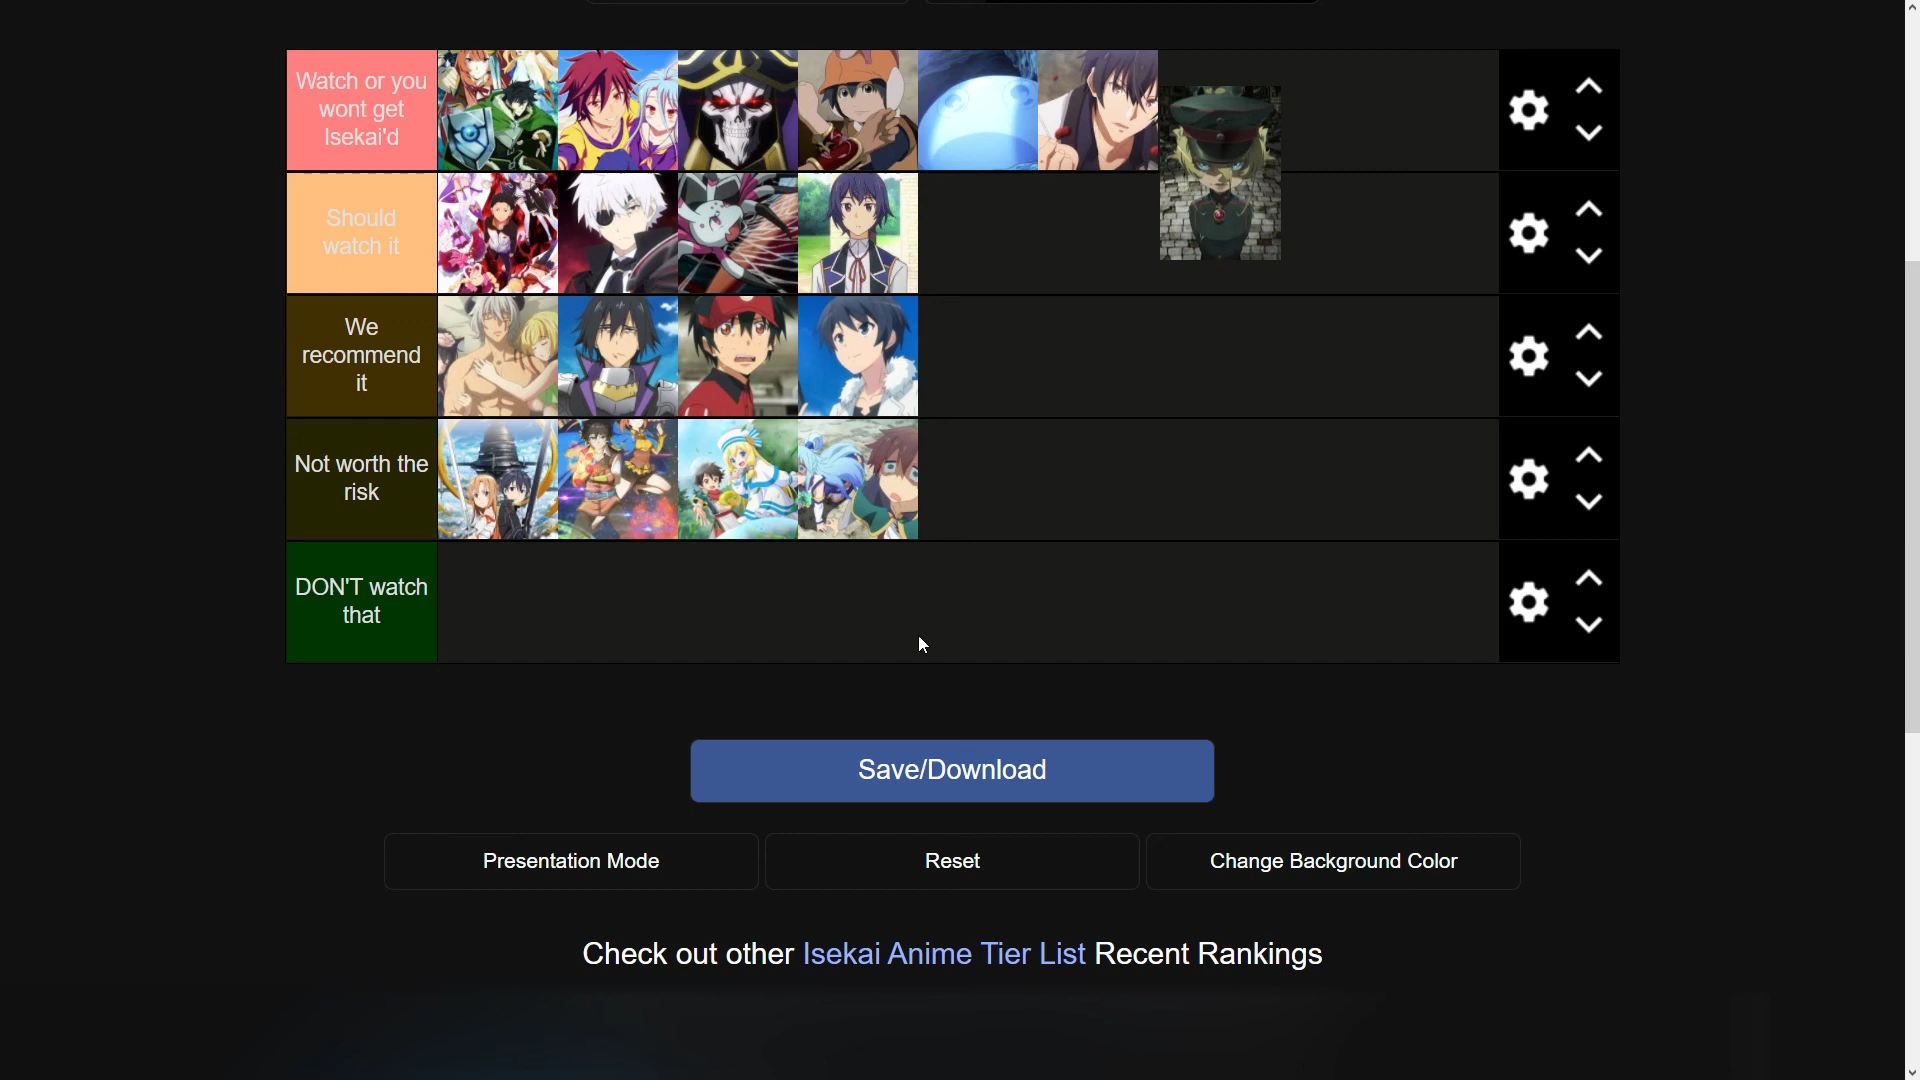 Watch or you
wont get
Isekai'd
Should
watch it
We
recommend
it
Not worth the
risk
DON'T watch
that
Save/Download
Presentation Mode
Reset
Change Background Color
Check out other Isekai Anime Tier List Recent Rankings